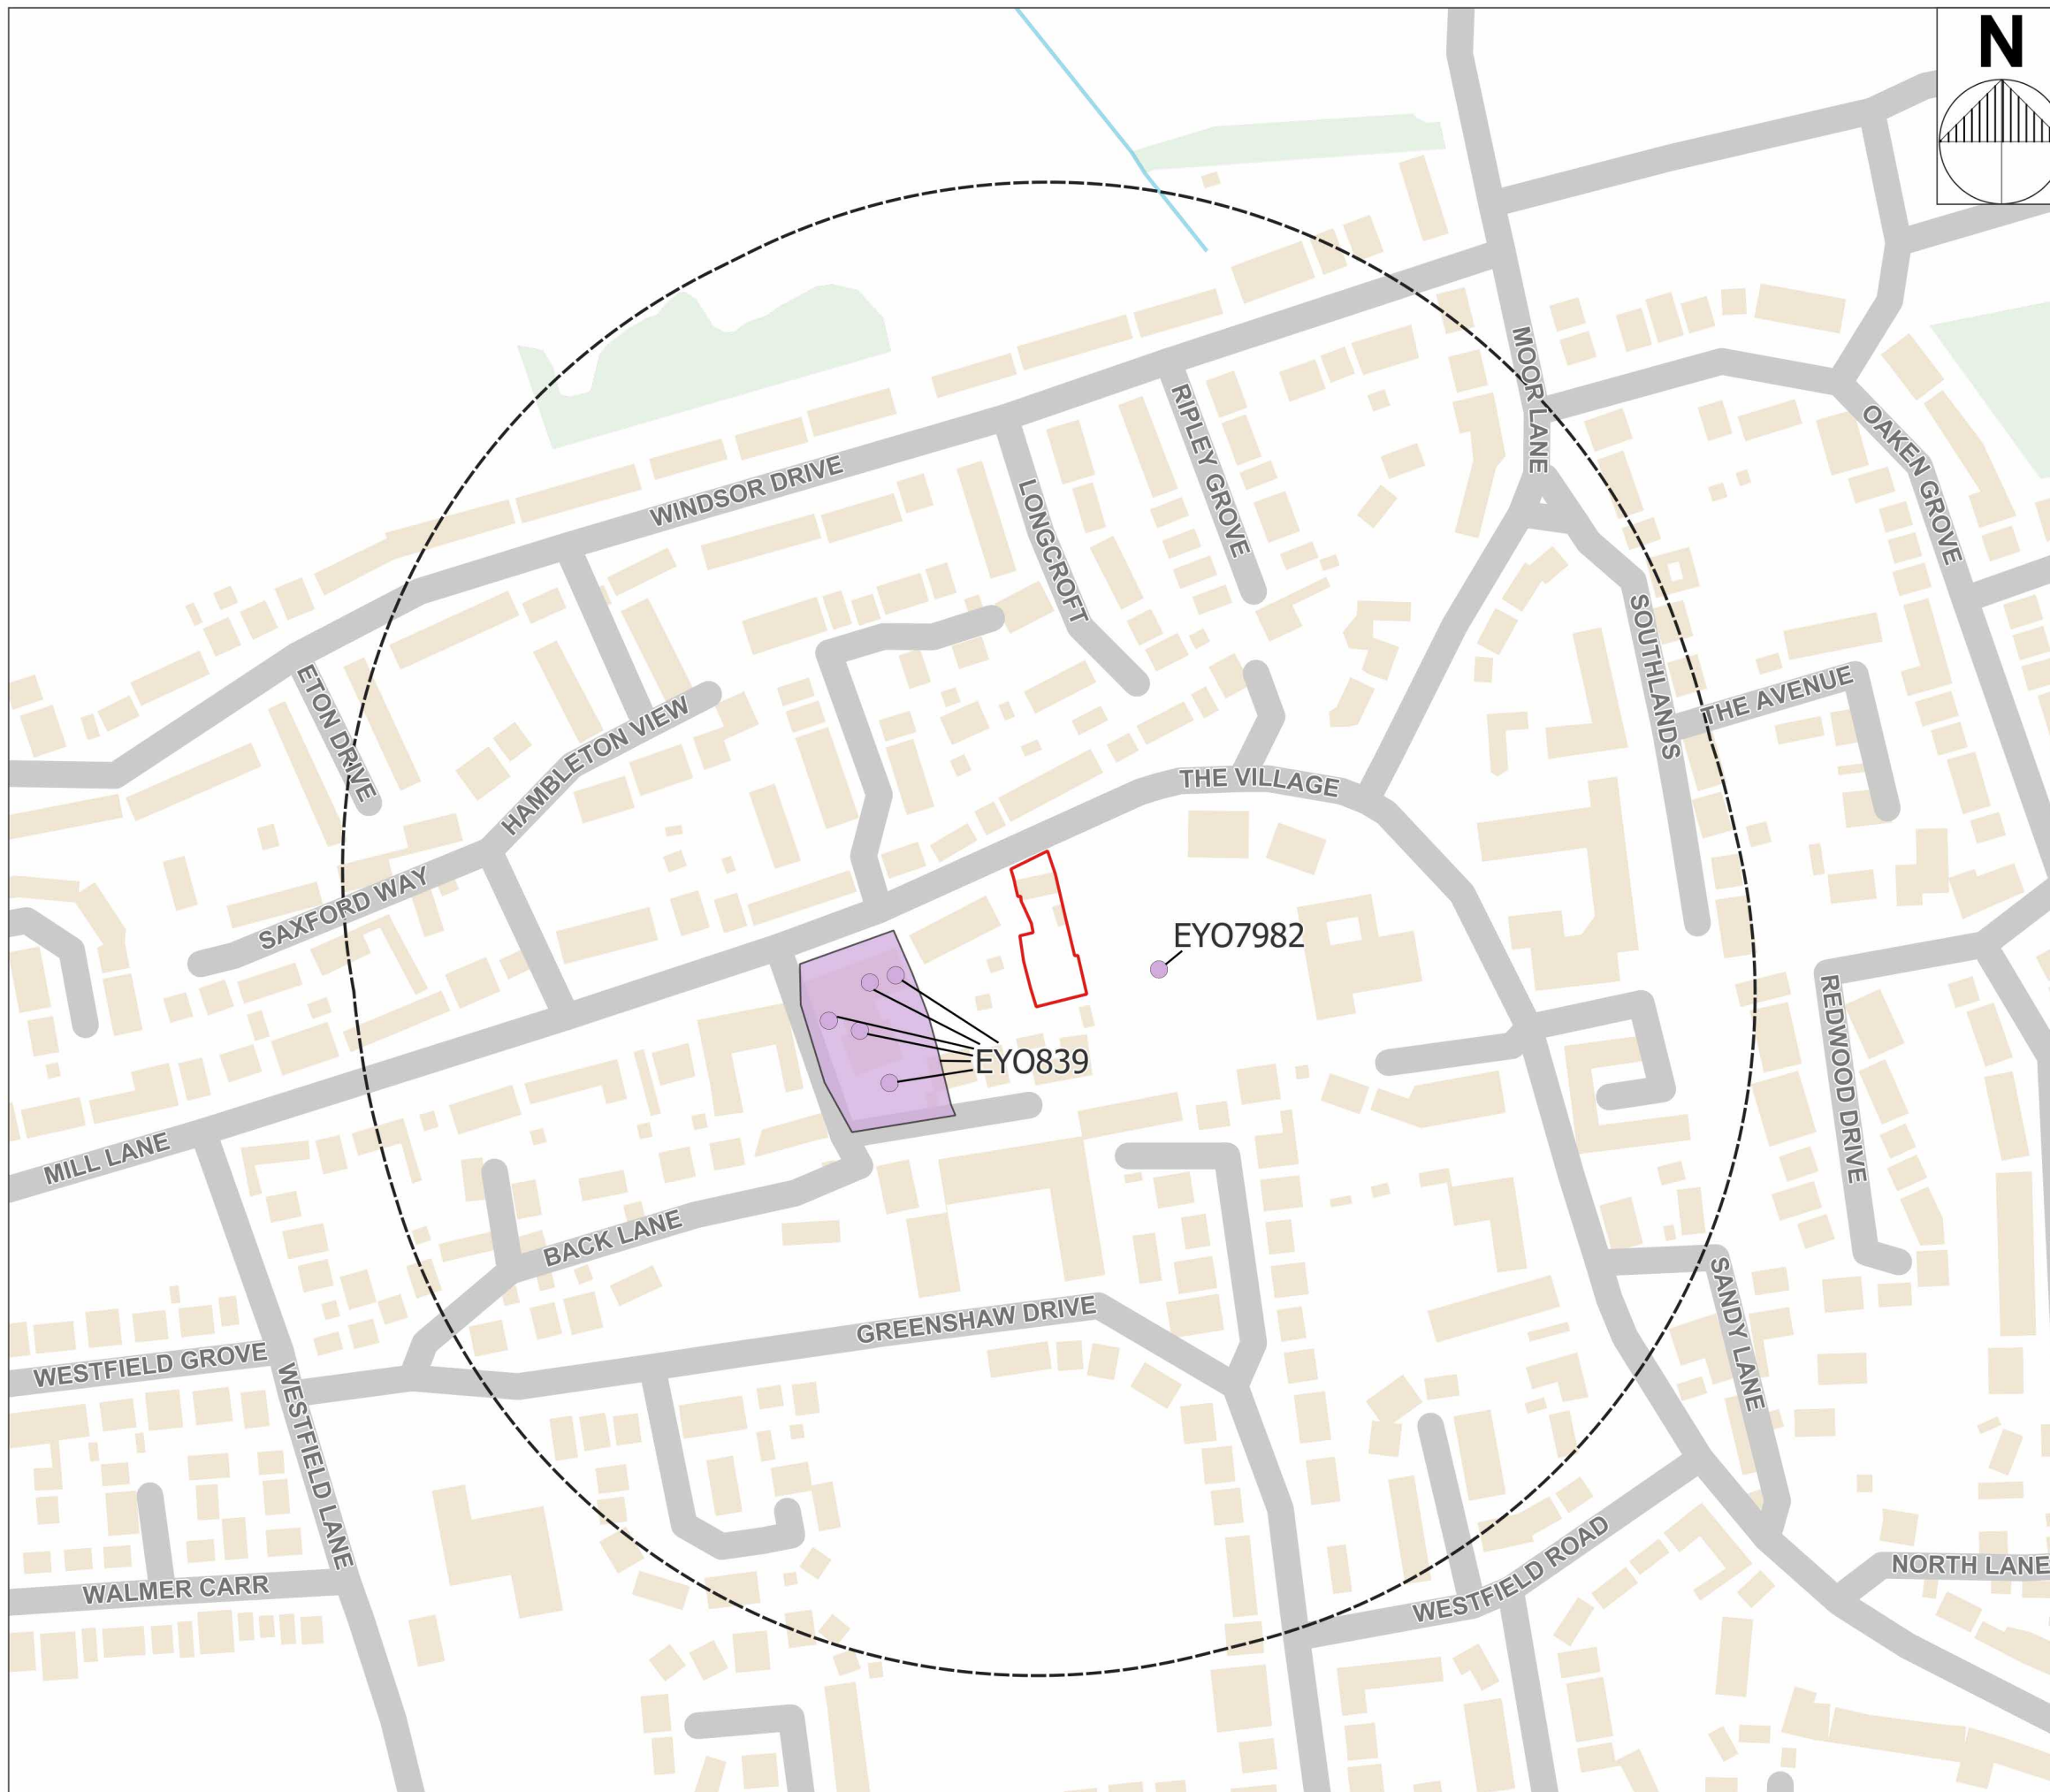 N
MOOR LANE
RIPLEY GROVE
OAKEN GROVE
WINDSOR DRIVE
LONGCROFT
SOUTHLANDS
ETON DRIVE
THE AVENUE
HAMBLETON VIEW
THE VILLAGE
SAXFORD WAY
EYO7982
REDWOOD DRIVE
EYO839
MILL LANE
BACK LANE
SANDY LANE
GREENSHAW DRIVE
WESTFIELD GROVE
WESTFIELD LANE
WESTFIELD ROAD
NORTH LANE
WALMER CARR